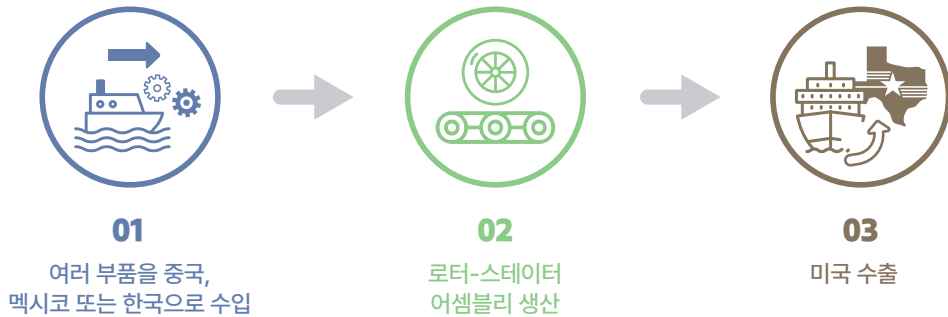 01
여러 부품을 중국,
멕시코 또는 한국으로 수입
02
로터-스테이터
어셈블리 생산
03
미국 수출